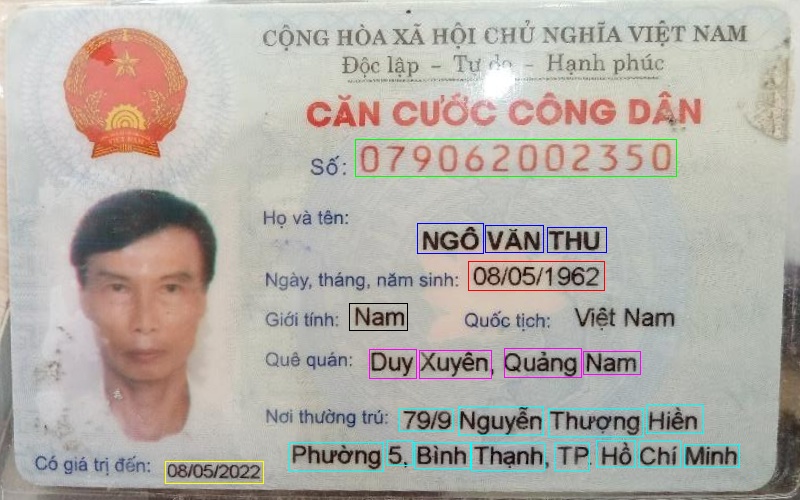 CỘNG HÒA XÃ HỘI CHỦ NGHĨA VIỆT NAM
Độc lập - Tự do - Hạnh phúc
CĂN CƯỚC CÔNG DÂN
Số: 079062002350
Họ và tên:
NGÔ VĂN THU
Ngày, tháng, năm sinh: 08/05/1962
Giới tính: Nam Quốc tịch: Việt Nam
Quê quán: Duy Xuyên, Quảng Nam
Nơi thường trú: 79/9 Nguyễn Thượng Hiền
Phường 5, Bình Thạnh, TP. Hồ Chí Minh
Có giá trị đến: 08/05/2022